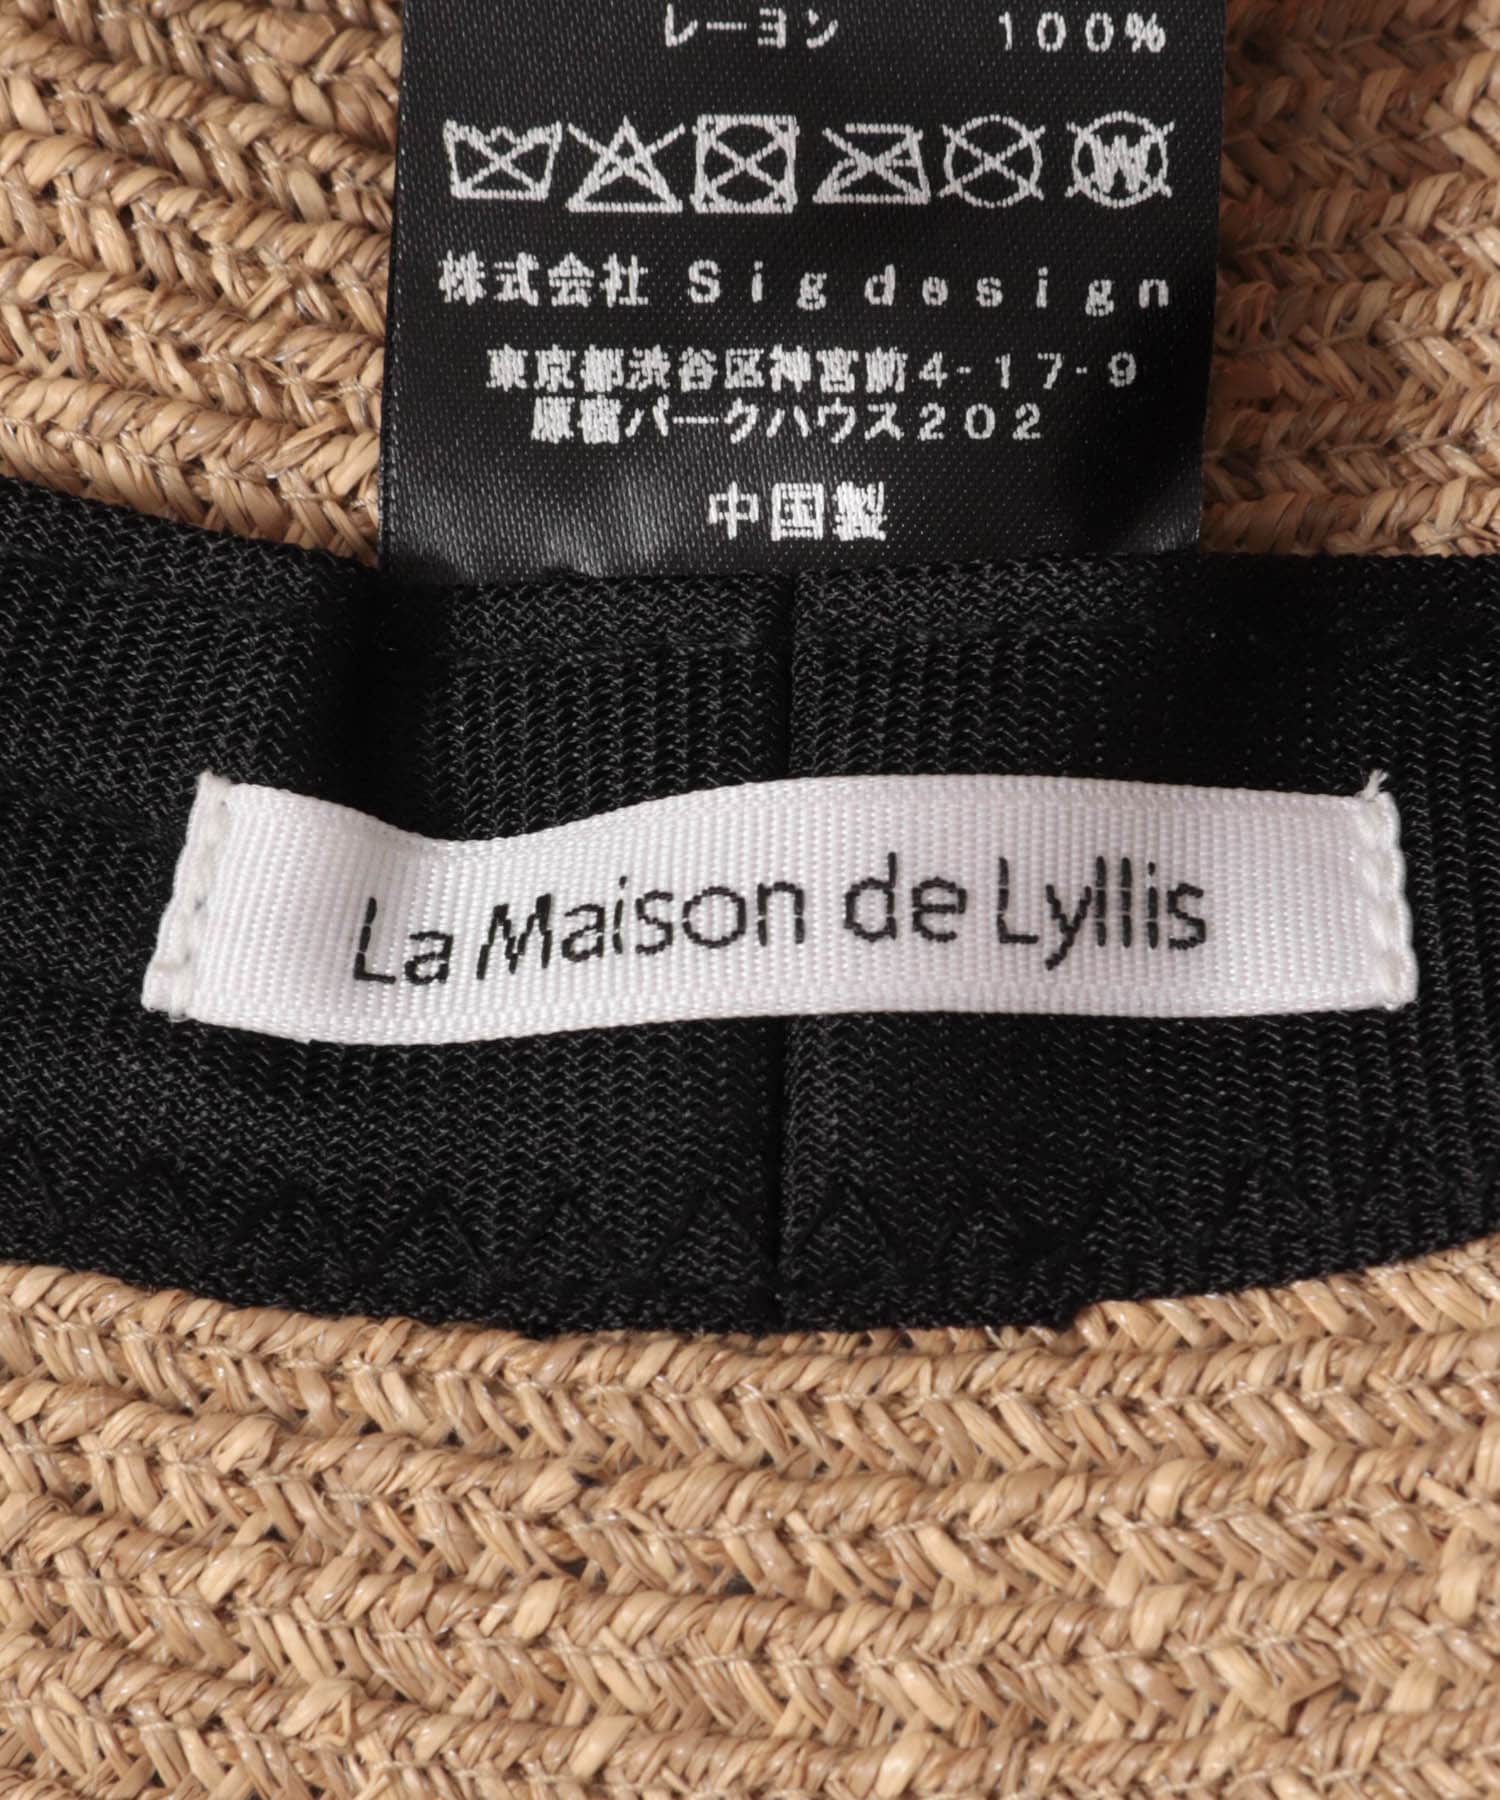 レーヨン 100%
W
株式会社 Sigdesign
東京都渋谷区神宮前4-17-9
原宿パークハウス202
中国製
La Maison de Lyllis